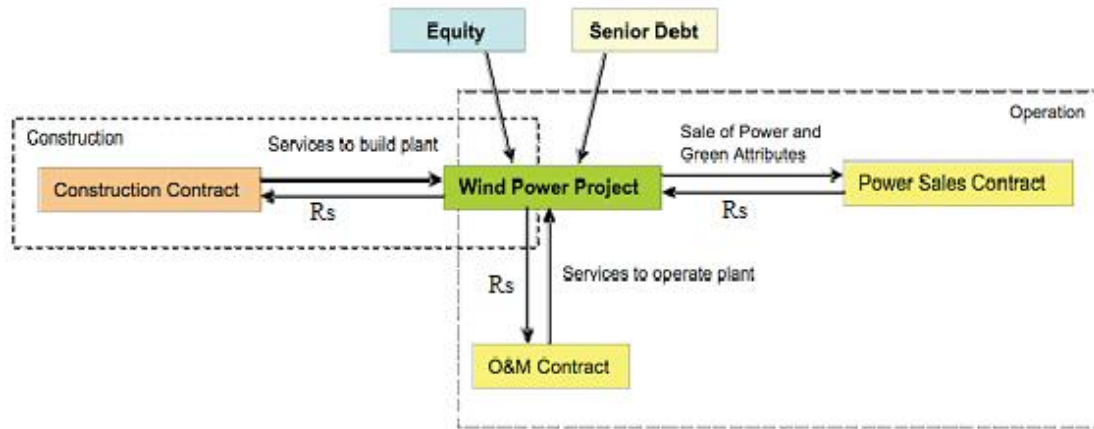 Equity
Senior Debt
Operation
Construction
Services to build plant
Sale of Power and
Green Attributes
Construction Contract
Wind Power Project
Power Sales Contract
Rs
Rs
Rs
Services to operate plant
O&M Contract